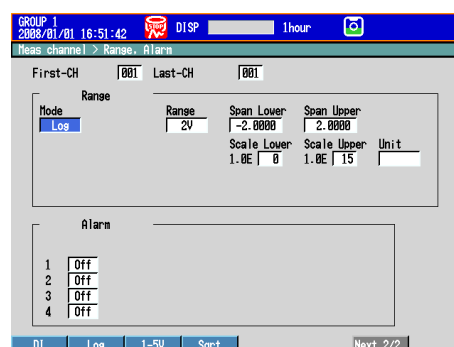 GROUP 1
2008/01/01 16:51:42 STOP DISP 1hour
Meas channel > Range, Alarm
First-CH 001 Last-CH 001
Range
Mode Range Span Lower Span Upper
Log 2V -2.0000 2.0000
Scale Lower Scale Upper Unit
1.0E 0 1.0E 15
Alarm
1 Off
2 Off
3 Off
4 Off
DI Log 1-5V Sqrt Next 2/2